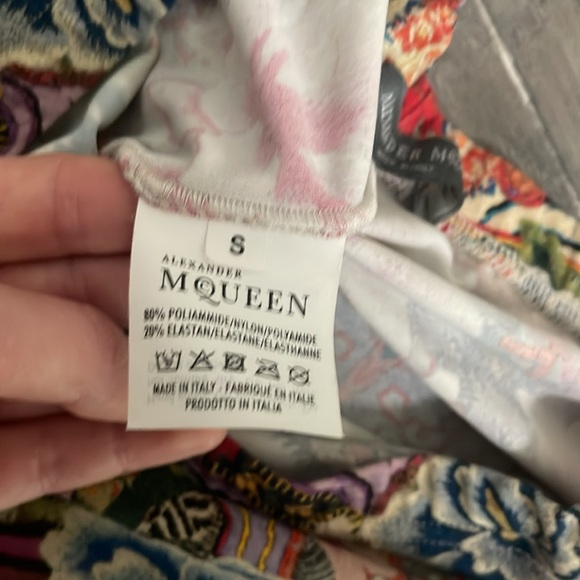 S
ALEXANDER
McQUEEN
80% POLIAMMIDE/NYLON/POLYAMIDE
20% ELASTAN/ELASTANE/ELASTHANNE
MADE IN ITALY - FABRIQUÉ EN ITALIE
PRODOTTO IN ITALIA